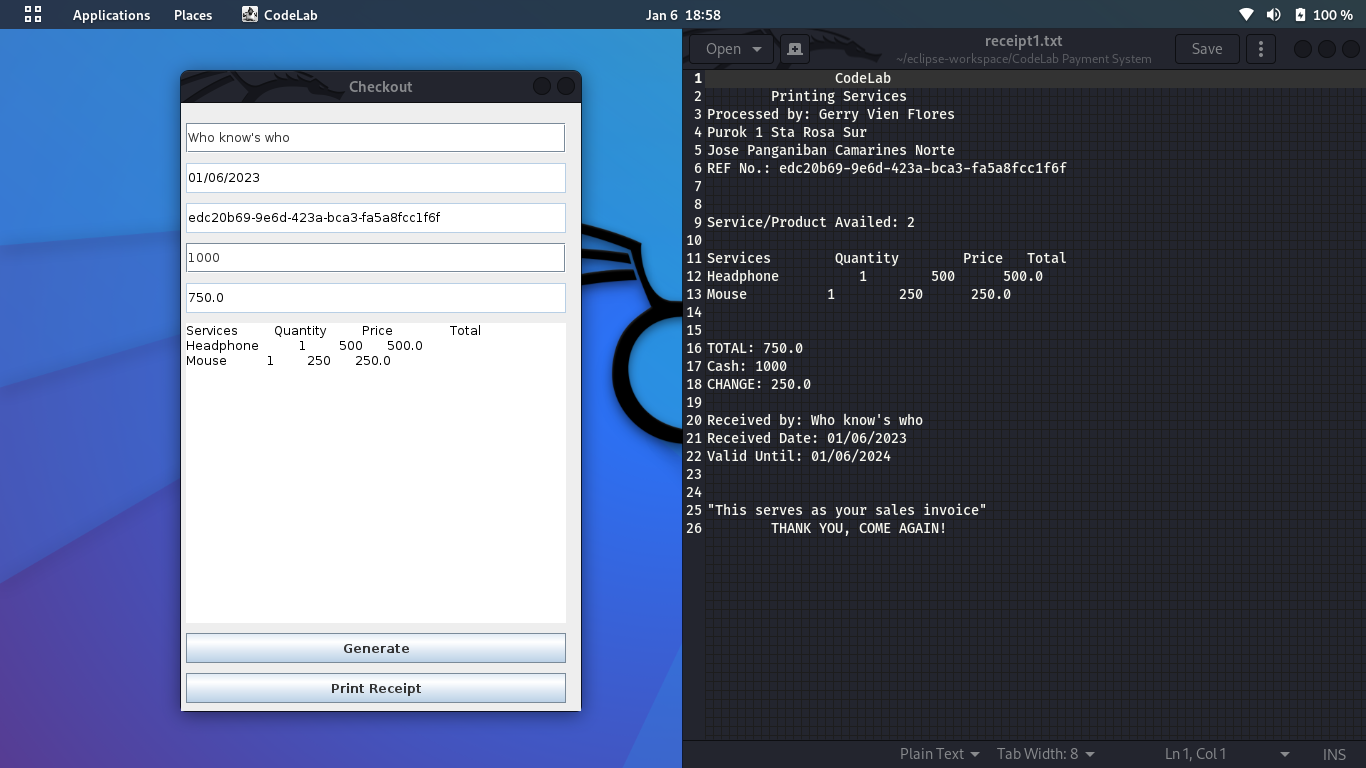 Applications Places CodeLab Jan 6 18:58 100 %
Checkout
Who know's who
01/06/2023
edc20b69-9e6d-423a-bca3-fa5a8fcc1f6f
1000
750.0
Services Quantity Price Total
Headphone 1 500 500.0
Mouse 1 250 250.0
Generate
Print Receipt
Open receipt1.txt Save
~/eclipse-workspace/CodeLab Payment System
1 CodeLab
2 Printing Services
3 Processed by: Gerry Vien Flores
4 Purok 1 Sta Rosa Sur
5 Jose Panganiban Camarines Norte
6 REF No.: edc20b69-9e6d-423a-bca3-fa5a8fcc1f6f
7
8
9 Service/Product Availed: 2
10
11 Services Quantity Price Total
12 Headphone 1 500 500.0
13 Mouse 1 250 250.0
14
15
16 TOTAL: 750.0
17 Cash: 1000
18 CHANGE: 250.0
19
20 Received by: Who know's who
21 Received Date: 01/06/2023
22 Valid Until: 01/06/2024
23
24
25 "This serves as your sales invoice"
26 THANK YOU, COME AGAIN!
Plain Text Tab Width: 8 Ln 1, Col 1 INS